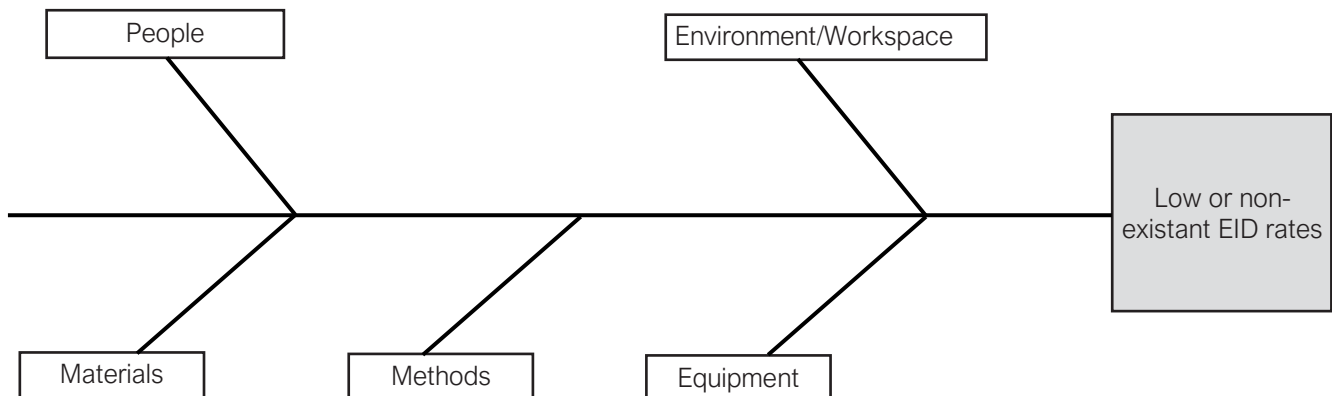 People
Environment/Workspace
Low or non-
existant EID rates
Materials
Methods
Equipment